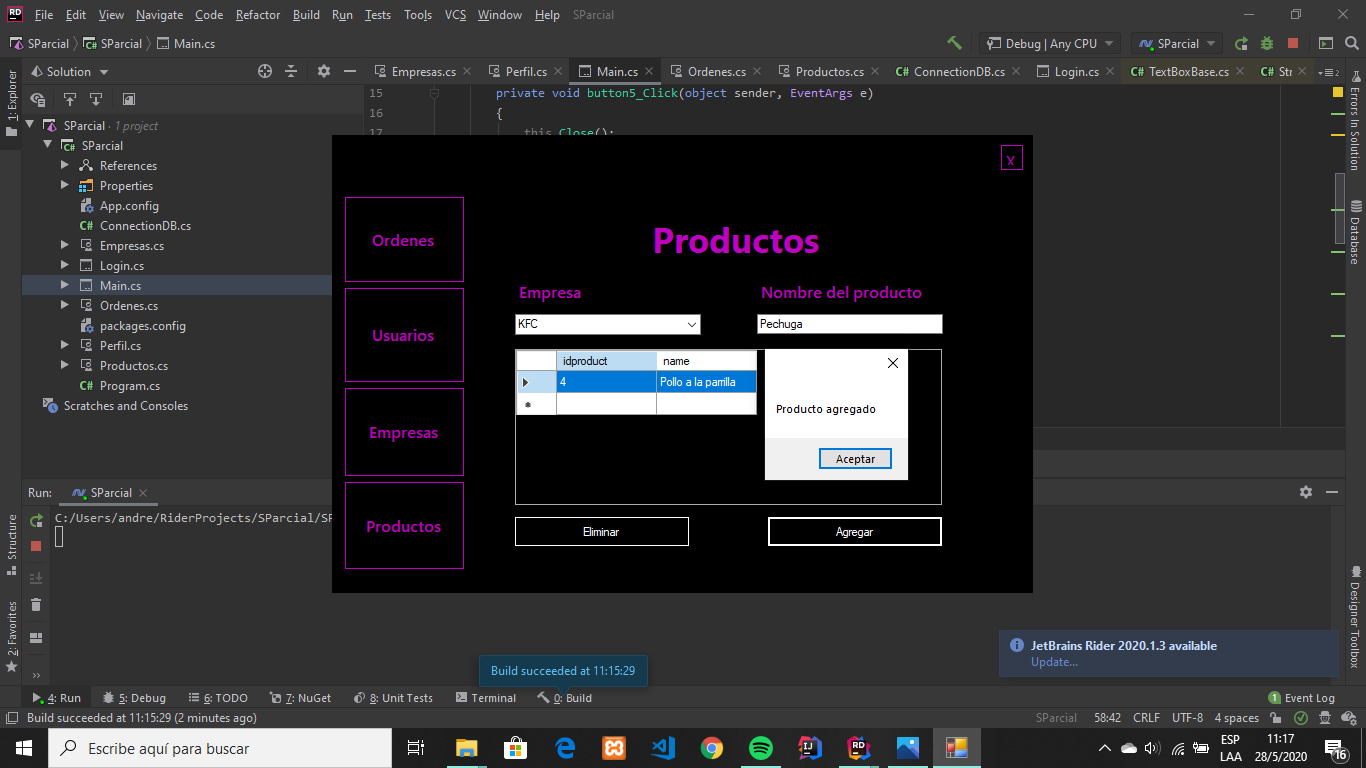 File Edit View Navigate Code Refactor Build Run Tests Tools VCS Window Help SParcial
SParcial SParcial Main.cs Debug | Any CPU SParcial
Solution Empresas.cs Perfil.cs Main.cs Ordenes.cs Productos.cs ConnectionDB.cs Login.cs TextBoxBase.cs Str
1: Explorer
SParcial · 1 project
SParcial
References
Properties
App.config
ConnectionDB.cs
Empresas.cs
Login.cs
Main.cs
Ordenes.cs
packages.config
Perfil.cs
Productos.cs
Program.cs
Scratches and Consoles
15 private void button5_Click(object sender, EventArgs e)
16 {
17 this.Close();
X
Ordenes
Usuarios
Empresas
Productos
Productos
Empresa Nombre del producto
KFC Pechuga
idproduct name
4 Pollo a la parrilla
Producto agregado
Aceptar
Eliminar Agregar
Errors In Solution
Database
Designer Toolbox
Run: SParcial
C:/Users/andre/RiderProjects/SParcial/SP
Structure
2: Favorites
JetBrains Rider 2020.1.3 available
Update...
Build succeeded at 11:15:29
4: Run 5: Debug 6: TODO 7: NuGet 8: Unit Tests Terminal 0: Build 1 Event Log
Build succeeded at 11:15:29 (2 minutes ago) SParcial 58:42 CRLF UTF-8 4 spaces
Escribe aquí para buscar
ESP
LAA
11:17
28/5/2020
16